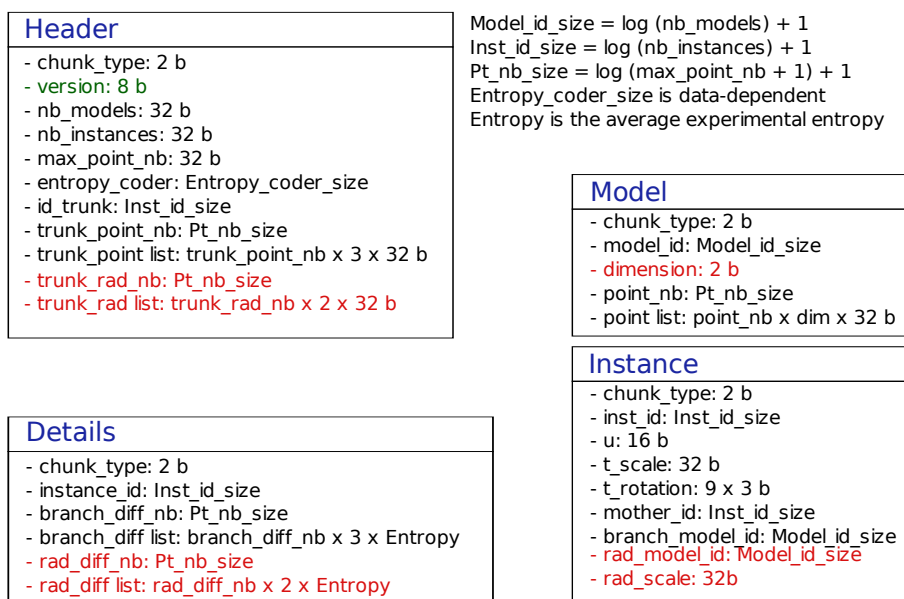 Header
- chunk_type: 2 b
- version: 8 b
- nb_models: 32 b
- nb_instances: 32 b
- max_point_nb: 32 b
- entropy_coder: Entropy_coder_size
- id_trunk: Inst_id_size
- trunk_point_nb: Pt_nb_size
- trunk_point list: trunk_point_nb x 3 x 32 b
- trunk_rad_nb: Pt_nb_size
- trunk_rad list: trunk_rad_nb x 2 x 32 b
Model_id_size = log (nb_models) + 1
Inst_id_size = log (nb_instances) + 1
Pt_nb_size = log (max_point_nb + 1) + 1
Entropy_coder_size is data-dependent
Entropy is the average experimental entropy
Model
- chunk_type: 2 b
- model_id: Model_id_size
- dimension: 2 b
- point_nb: Pt_nb_size
- point list: point_nb x dim x 32 b
Instance
- chunk_type: 2 b
- inst_id: Inst_id_size
- u: 16 b
- t_scale: 32 b
- t_rotation: 9 x 3 b
- mother_id: Inst_id_size
- branch_model_id: Model_id_size
- rad_model_id: Model_id_size
- rad_scale: 32b
Details
- chunk_type: 2 b
- instance_id: Inst_id_size
- branch_diff_nb: Pt_nb_size
- branch_diff list: branch_diff_nb x 3 x Entropy
- rad_diff_nb: Pt_nb_size
- rad_diff list: rad_diff_nb x 2 x Entropy